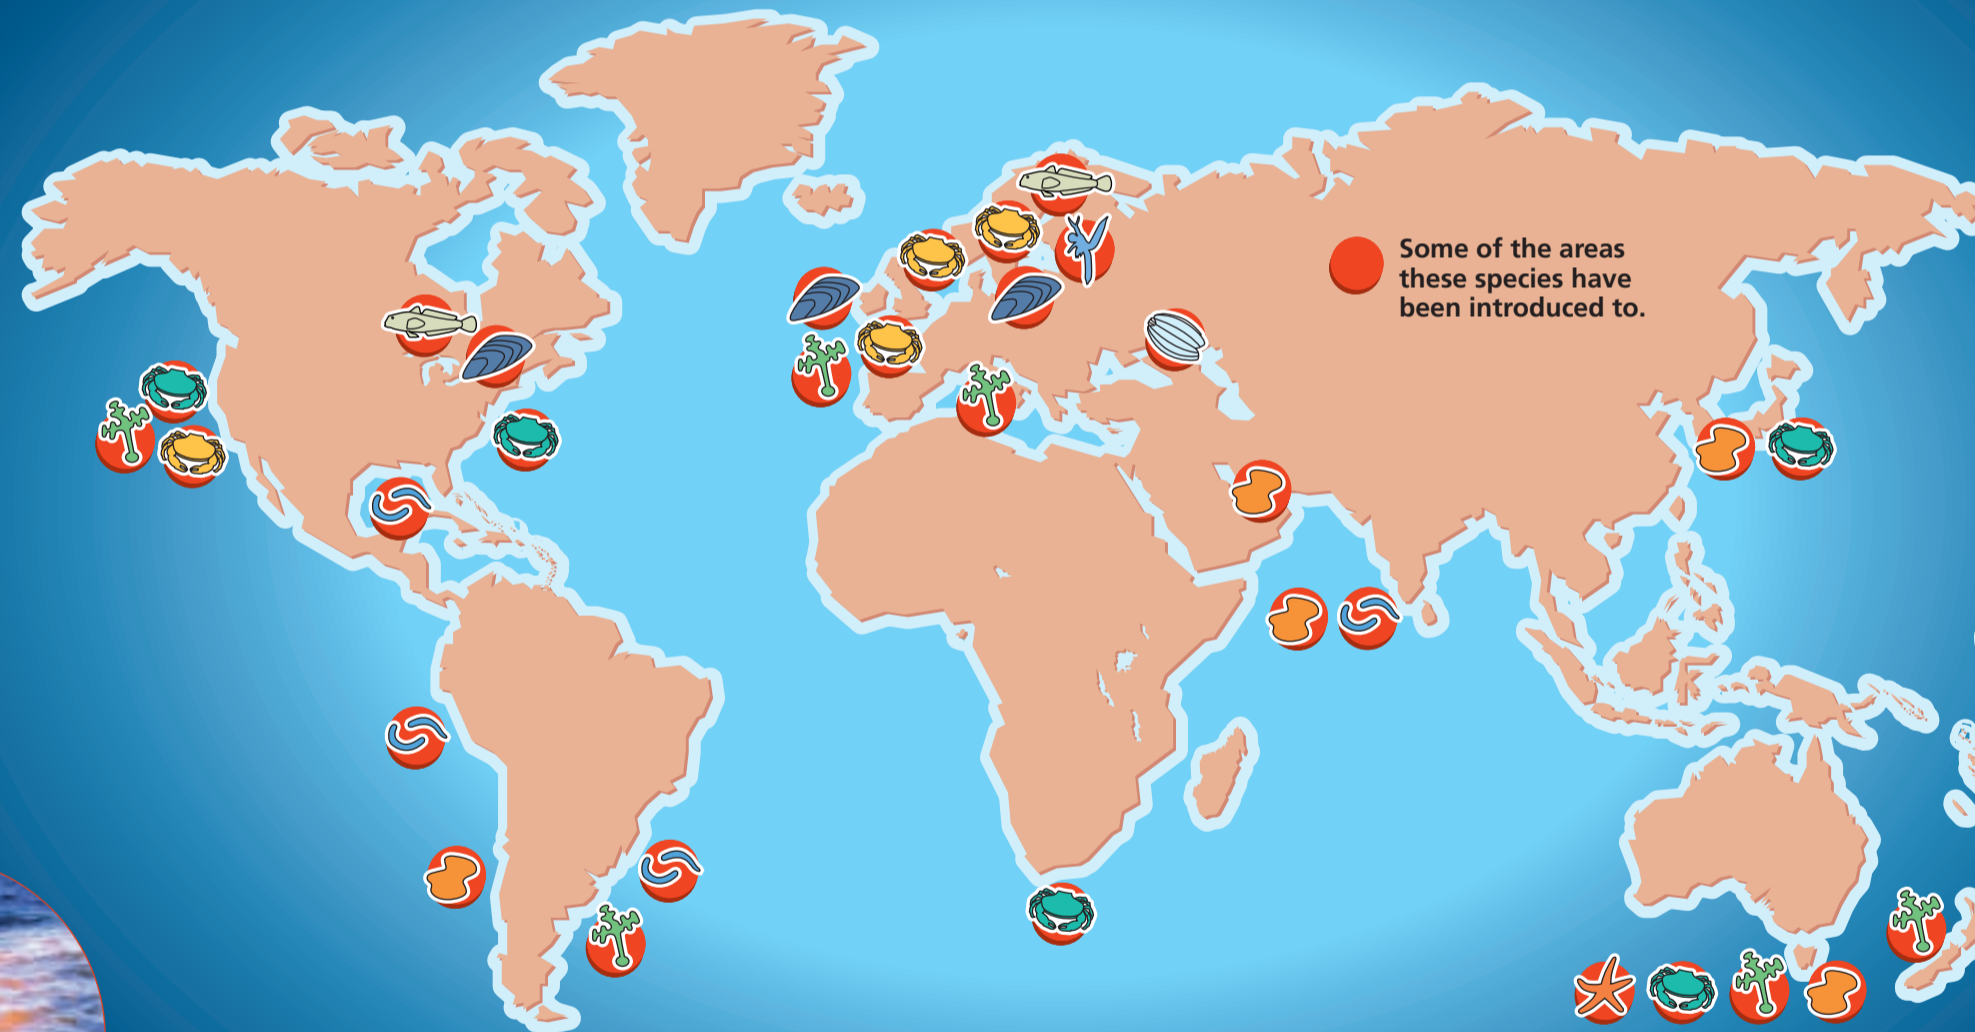 Some of the areas
these species have
been introduced to.